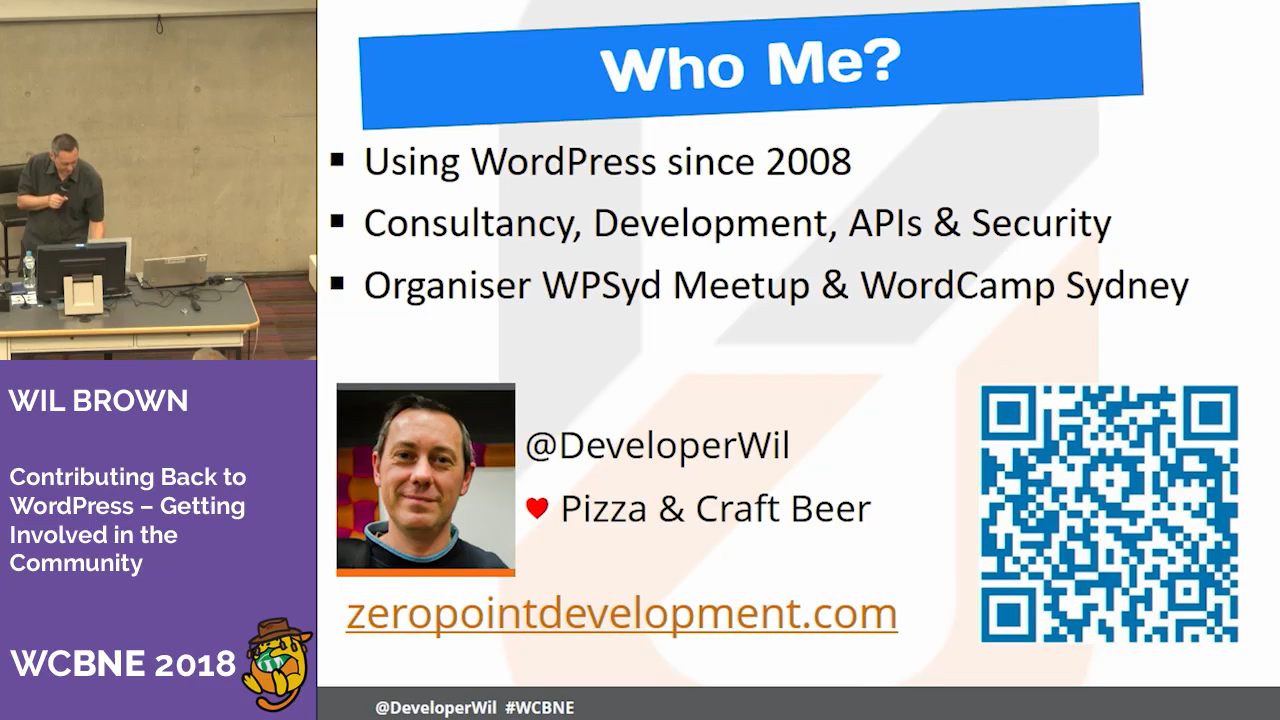 Who Me?
Using WordPress since 2008
Consultancy, Development, APIs & Security
Organiser WPSyd Meetup & WordCamp Sydney
@DeveloperWil
Pizza & Craft Beer
zeropointdevelopment.com
@DeveloperWil #WCBNE
WIL BROWN
Contributing Back to
WordPress – Getting
Involved in the
Community
WCBNE 2018